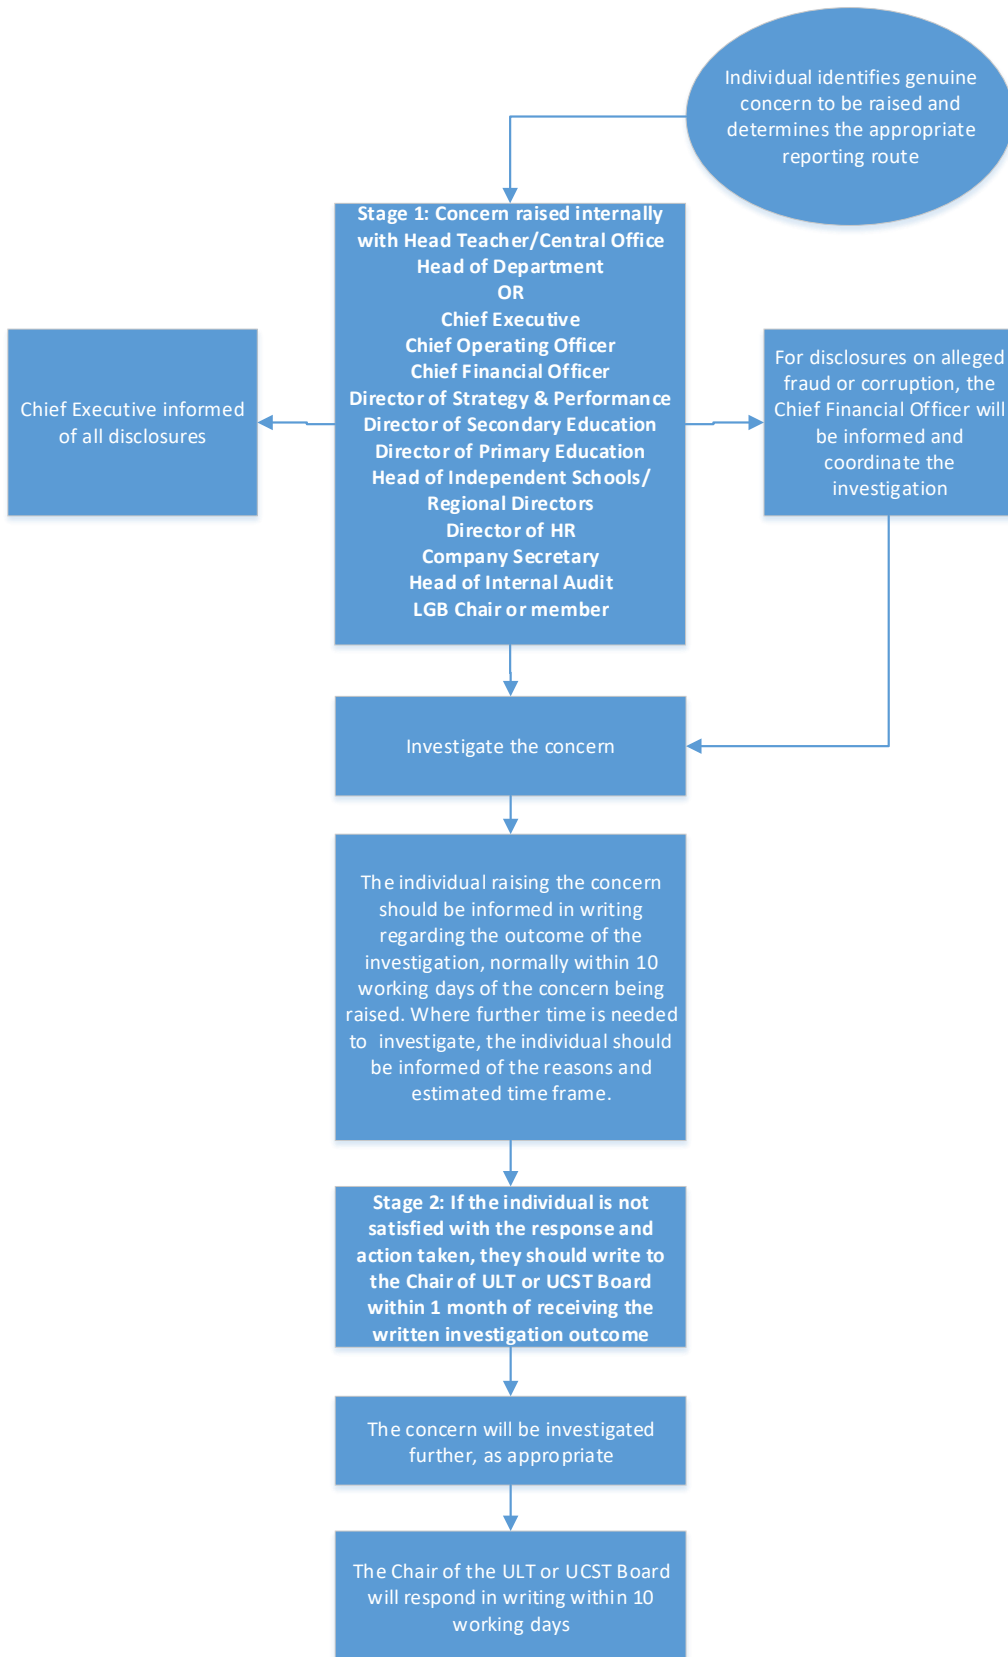 Individual identifies genuine
concern to be raised and
determines the appropriate
reporting route
Stage 1: Concern raised internally
with Head Teacher/Central Office
Head of Department
OR
Chief Executive
Chief Operating Officer
Chief Financial Officer
Director of Strategy & Performance
Director of Secondary Education
Director of Primary Education
Head of Independent Schools/
Regional Directors
Director of HR
Company Secretary
Head of Internal Audit
LGB Chair or member
Chief Executive informed
of all disclosures
For disclosures on alleged
fraud or corruption, the
Chief Financial Officer will
be informed and
coordinate the
investigation
Investigate the concern
The individual raising the concern
should be informed in writing
regarding the outcome of the
investigation, normally within 10
working days of the concern being
raised. Where further time is needed
to investigate, the individual should
be informed of the reasons and
estimated time frame.
Stage 2: If the individual is not
satisfied with the response and
action taken, they should write to
the Chair of ULT or UCST Board
within 1 month of receiving the
written investigation outcome
The concern will be investigated
further, as appropriate
The Chair of the ULT or UCST Board
will respond in writing within 10
working days